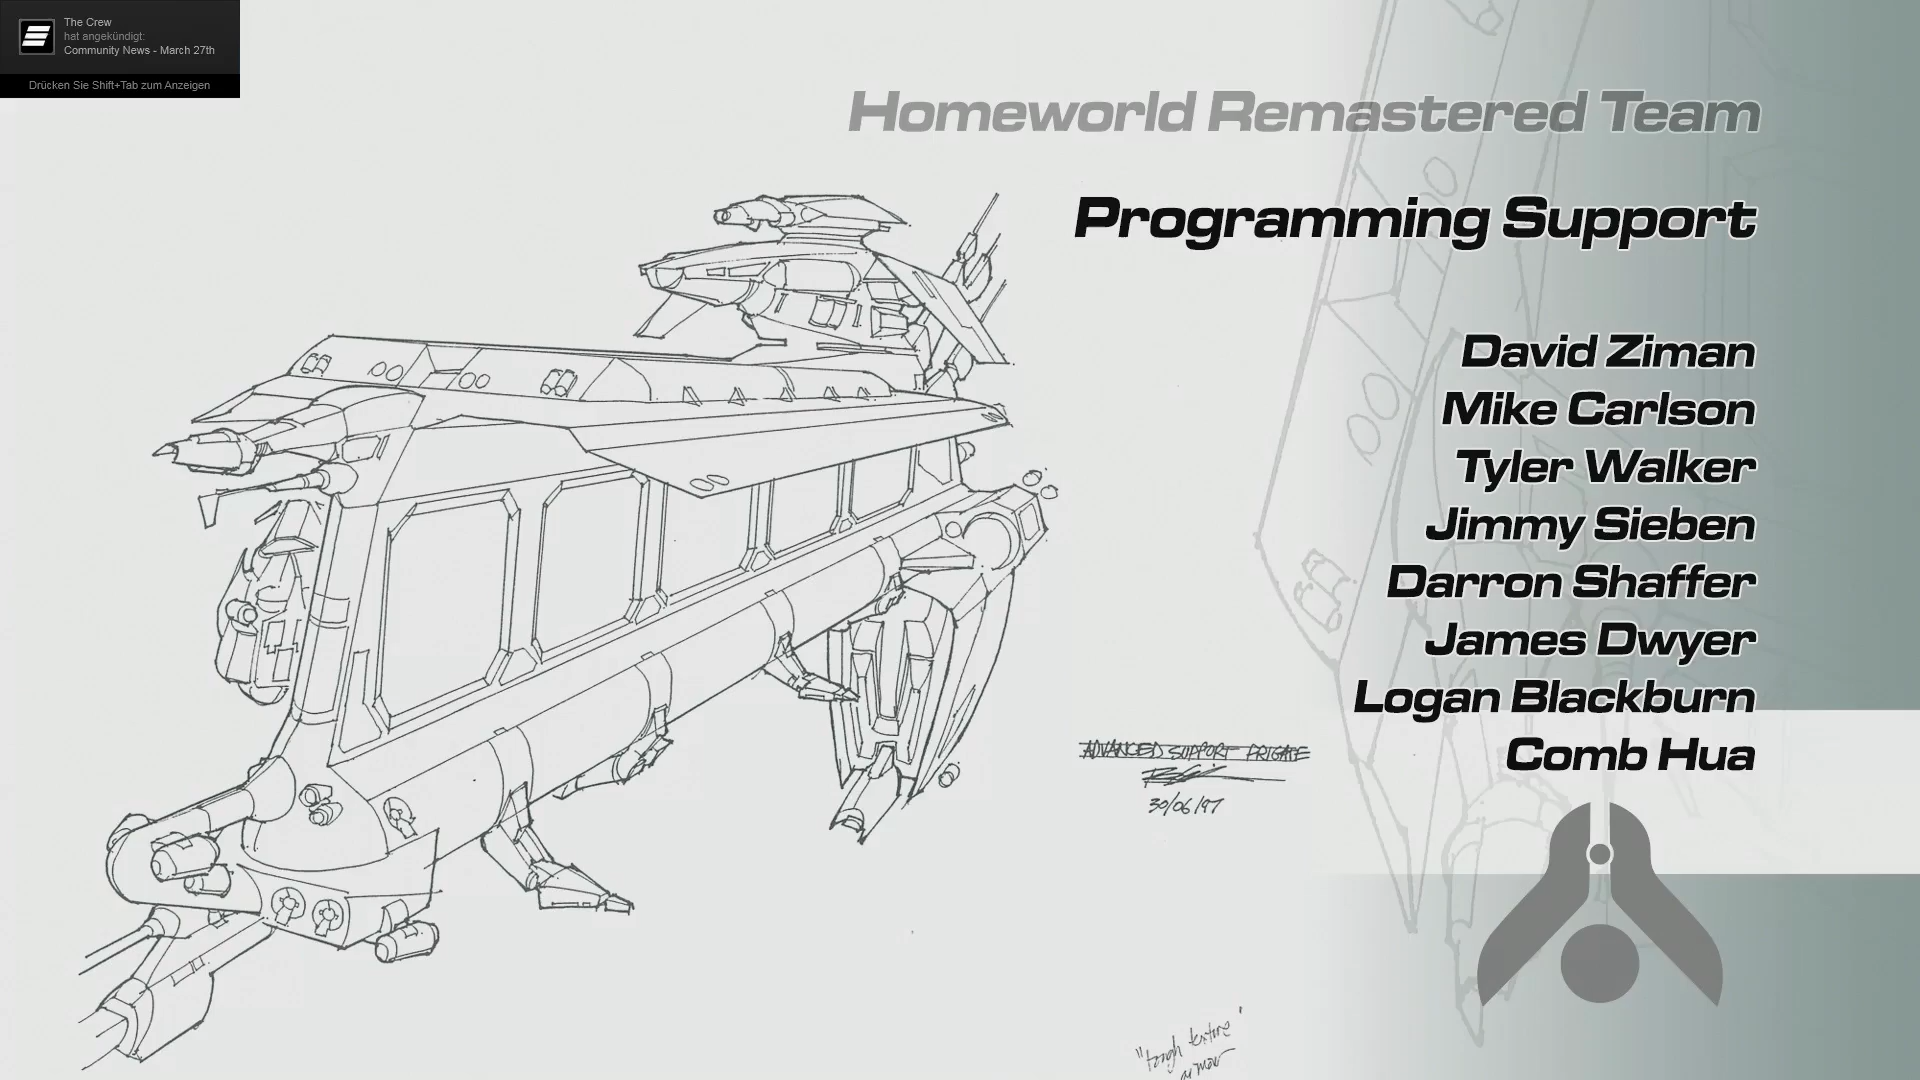 The Crew
hat angekündigt:
Community News - March 27th
Drücken Sie Shift+Tab zum Anzeigen
Homeworld Remastered Team
Programming Support
David Ziman
Mike Carlson
Tyler Walker
Jimmy Sieben
Darron Shaffer
James Dwyer
Logan Blackburn
Comb Hua
ADVANCED SUPPORT FRIGATE
30/06/97
"tough texture
armor"